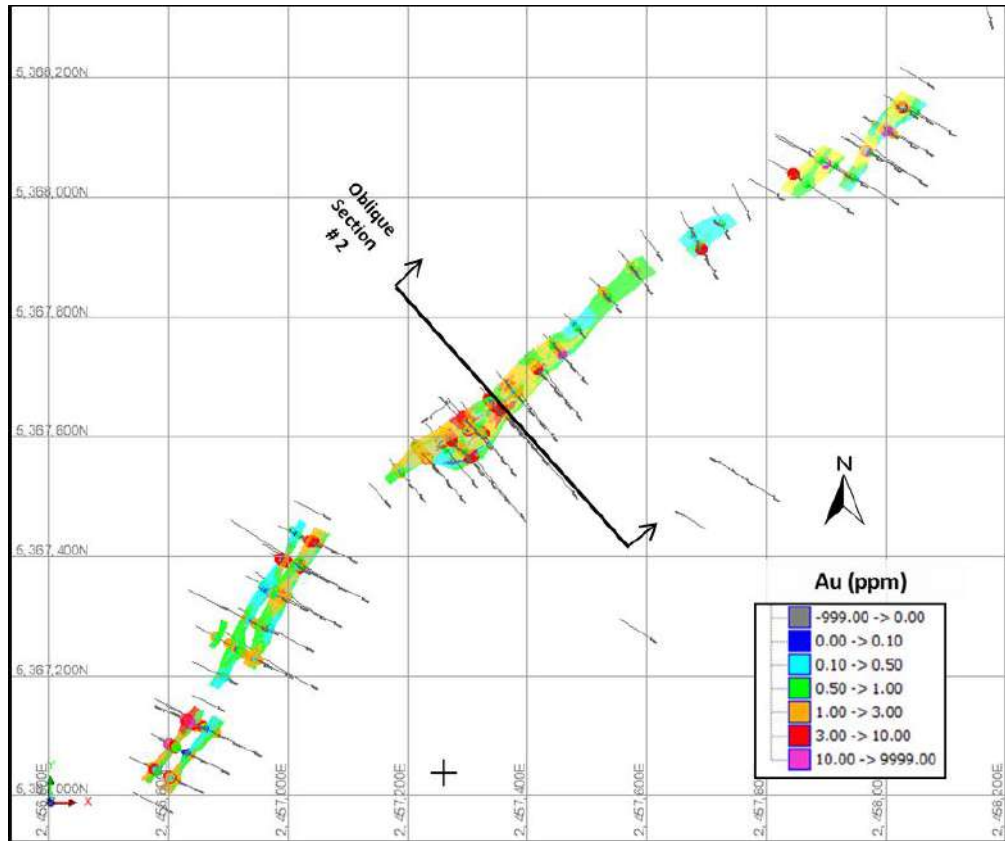 5,368,200N
5,368,000N
Oblique
Section
#2
5,367,800N
5,367,600N
N
5,367,400N
Au (ppm)
-999.00 -> 0.00
0.00 -> 0.10
0.10 -> 0.50
0.50 -> 1.00
1.00 -> 3.00
3.00 -> 10.00
10.00 -> 9999.00
5,367,200N
Y
X
2,457,000E
2,457,200E
2,457,400E
2,457,600E
2,458,200E